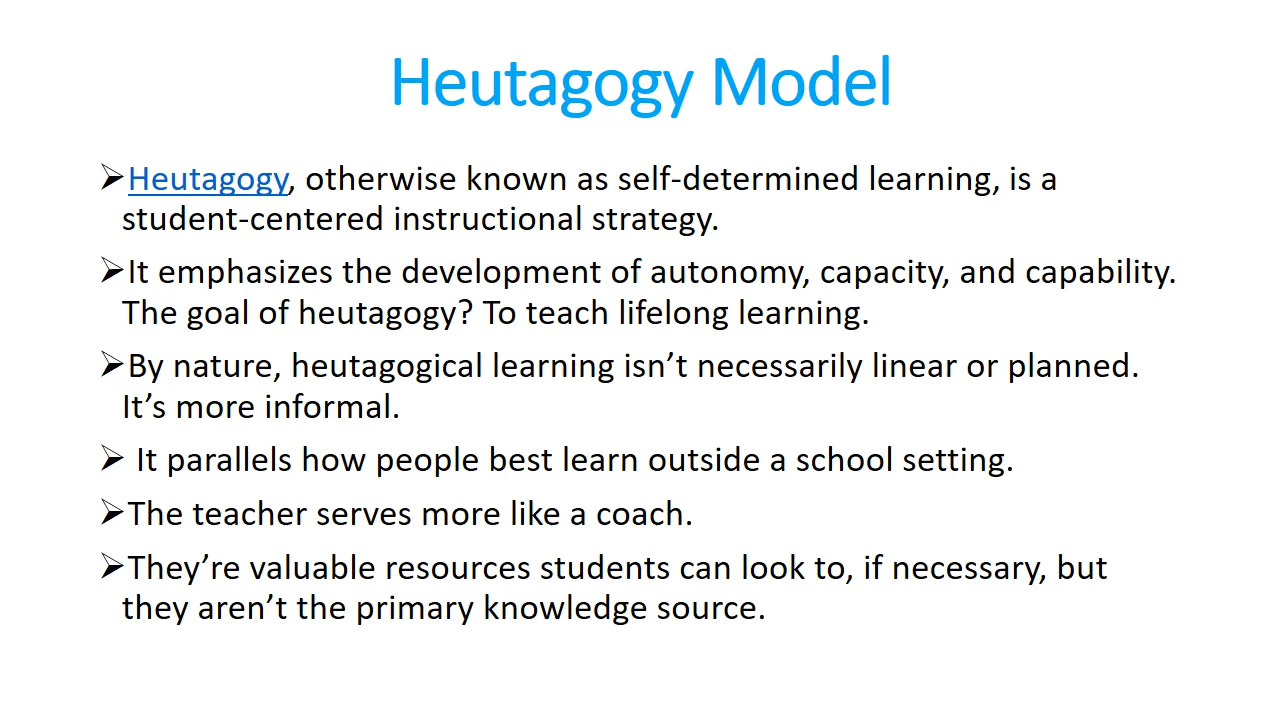 Heutagogy Model
➢Heutagogy, otherwise known as self-determined learning, is a
student-centered instructional strategy.
➢It emphasizes the development of autonomy, capacity, and capability.
The goal of heutagogy? To teach lifelong learning.
➢By nature, heutagogical learning isn’t necessarily linear or planned.
It’s more informal.
➢ It parallels how people best learn outside a school setting.
➢The teacher serves more like a coach.
➢They’re valuable resources students can look to, if necessary, but
they aren’t the primary knowledge source.